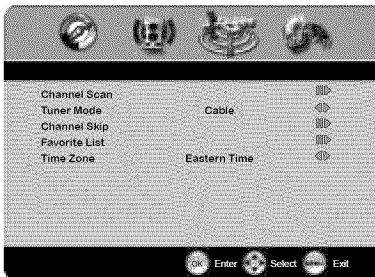 Channel Scan
Tuner Mode Cable
Channel Skip
Favorite List
Time Zone Eastern Time
OK Enter Select Exit